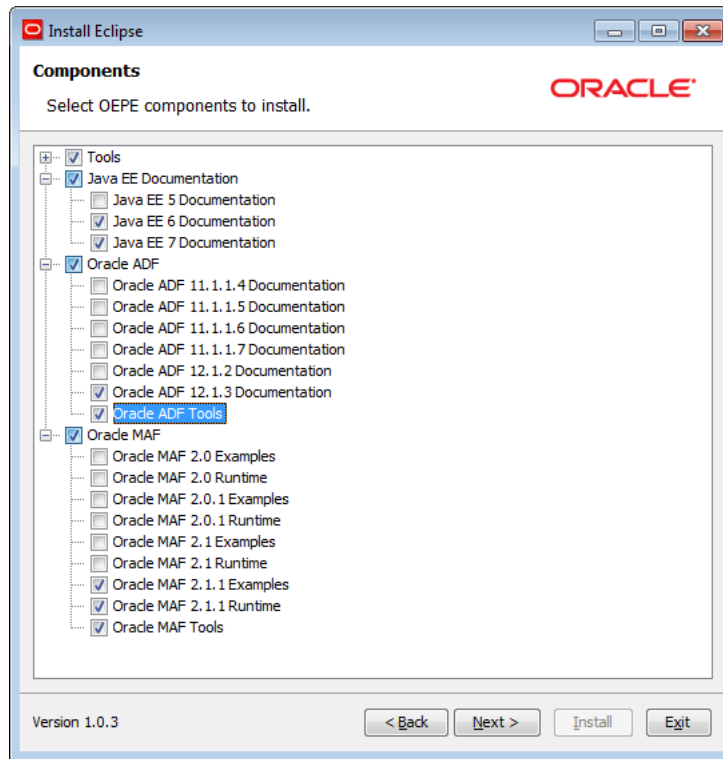 Install Eclipse
Components
Select OEPE components to install.
ORACLE
Tools
Java EE Documentation
Java EE 5 Documentation
Java EE 6 Documentation
Java EE 7 Documentation
Oracle ADF
Oracle ADF 11.1.1.4 Documentation
Oracle ADF 11.1.1.5 Documentation
Oracle ADF 11.1.1.6 Documentation
Oracle ADF 11.1.1.7 Documentation
Oracle ADF 12.1.2 Documentation
Oracle ADF 12.1.3 Documentation
Oracle ADF Tools
Oracle MAF
Oracle MAF 2.0 Examples
Oracle MAF 2.0 Runtime
Oracle MAF 2.0.1 Examples
Oracle MAF 2.0.1 Runtime
Oracle MAF 2.1 Examples
Oracle MAF 2.1 Runtime
Oracle MAF 2.1.1 Examples
Oracle MAF 2.1.1 Runtime
Oracle MAF Tools
Version 1.0.3 < Back Next > Install Exit